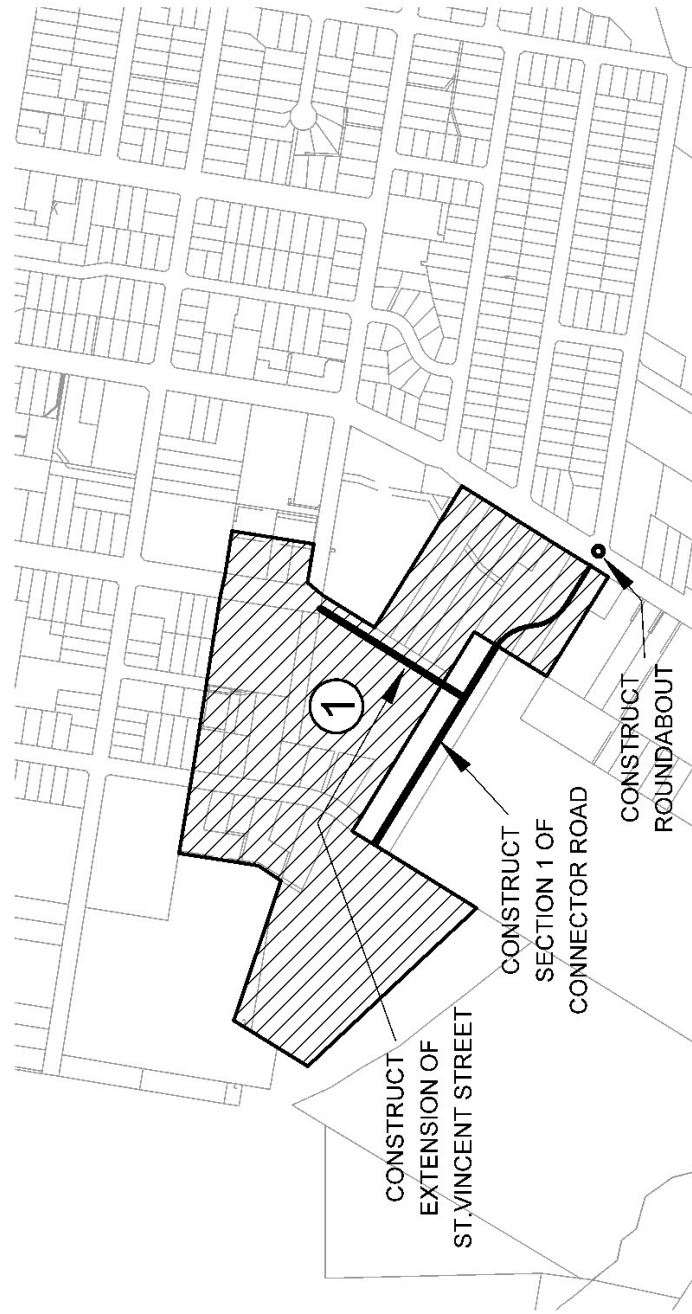 1
CONSTRUCT
EXTENSION OF
ST.VINCENT STREET
CONSTRUCT
SECTION 1 OF
CONNECTOR ROAD
CONSTRUCT
ROUNDABOUT